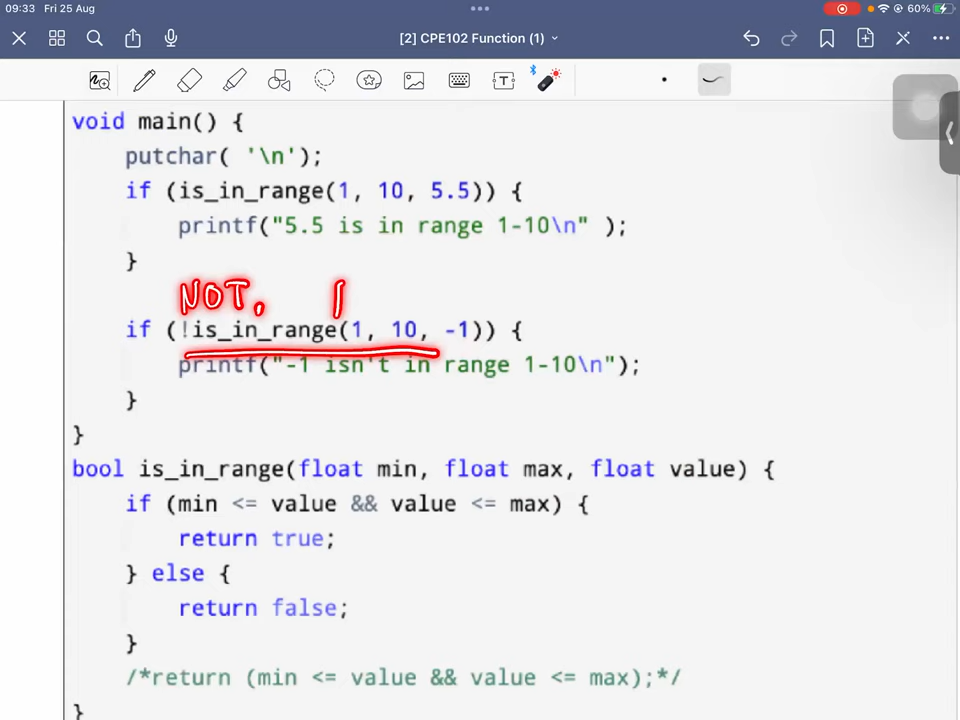 09:33 Fri 25 Aug
60%
[2] CPE102 Function (1)
void main() {
putchar( '\n');
if (is_in_range(1, 10, 5.5)) {
printf("5.5 is in range 1-10\n" );
}
NOT,
if (!is_in_range(1, 10, -1)) {
printf("-1 isn't in range 1-10\n");
}
}
bool is_in_range(float min, float max, float value) {
if (min <= value && value <= max) {
return true;
} else {
return false;
}
/*return (min <= value && value <= max);*/
}